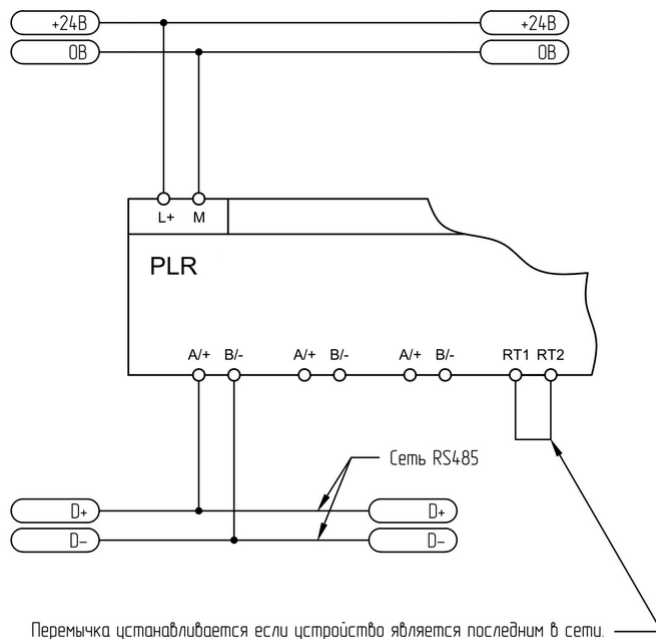 +24В +24В
0В 0В
L+ M
PLR
A/+ B/- A/+ B/- A/+ B/- RT1 RT2
Сеть RS485
D+ D+
D- D-
Перемычка устанавливается если устройство является последним в сети.